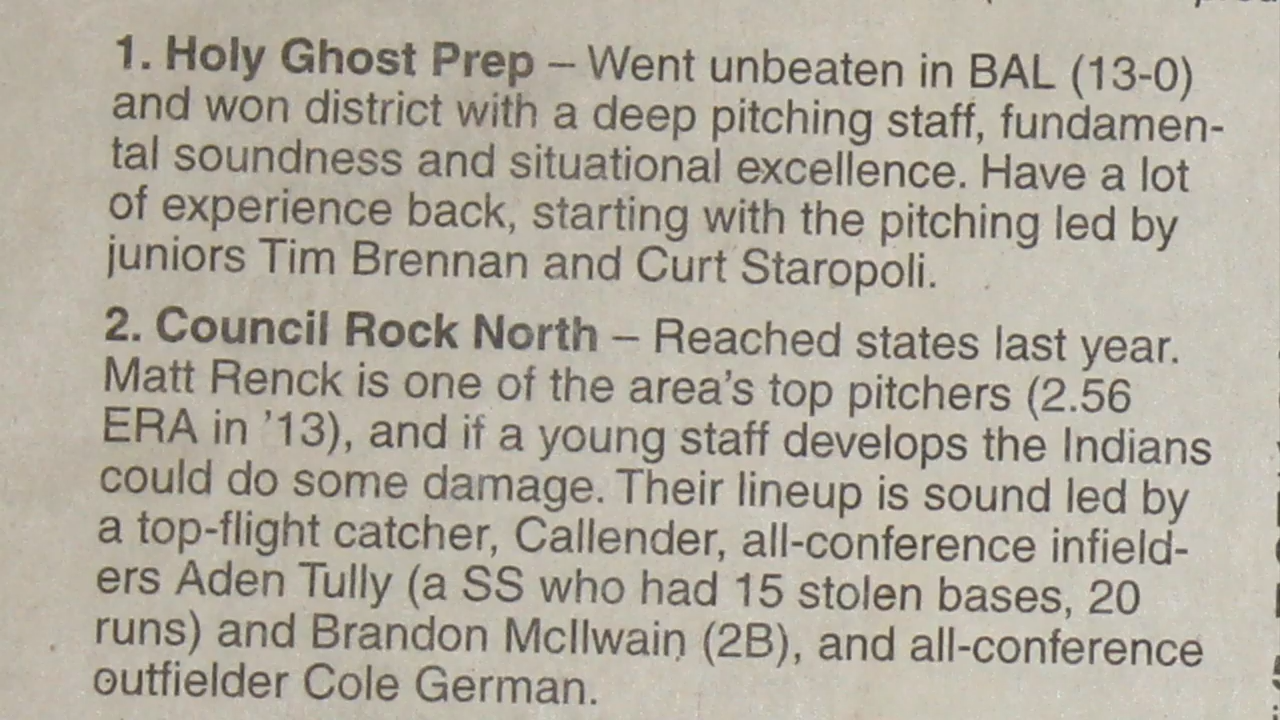 1. Holy Ghost Prep – Went unbeaten in BAL (13-0)
and won district with a deep pitching staff, fundamen-
tal soundness and situational excellence. Have a lot
of experience back, starting with the pitching led by
juniors Tim Brennan and Curt Staropoli.
2. Council Rock North – Reached states last year.
Matt Renck is one of the area's top pitchers (2.56
ERA in '13), and if a young staff develops the Indians
could do some damage. Their lineup is sound led by
a top-flight catcher, Callender, all-conference infield-
ers Aden Tully (a SS who had 15 stolen bases, 20
runs) and Brandon McIlwain (2B), and all-conference
outfielder Cole German.